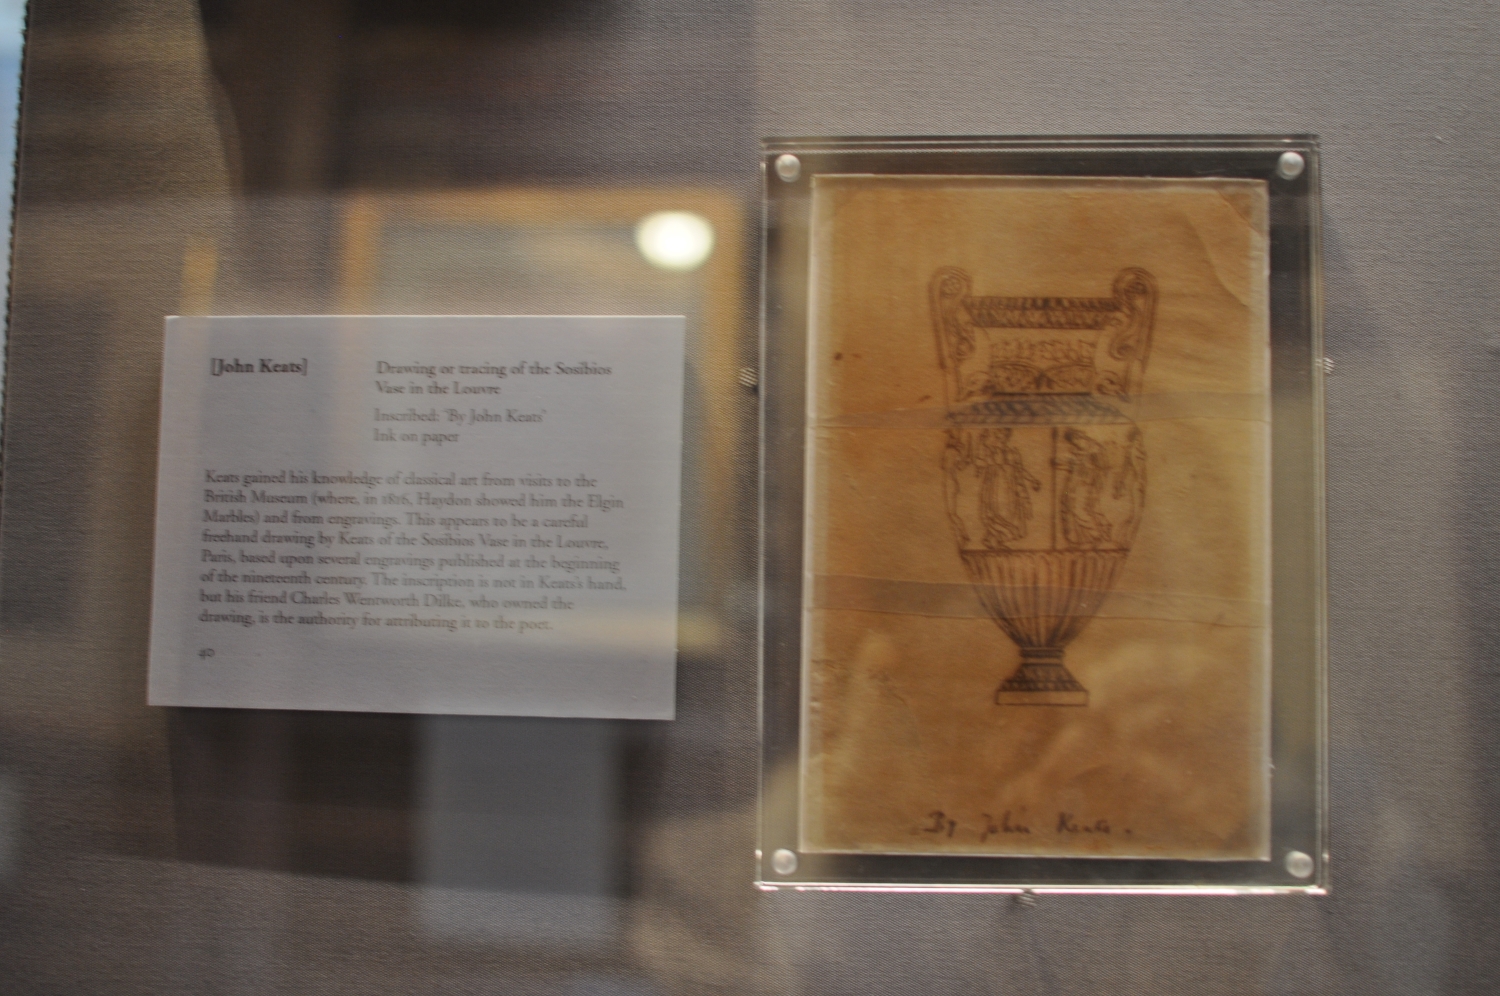 [John Keats]
Drawing or tracing of the Sosibios
Vase in the Louvre
Inscribed: 'By John Keats'
Ink on paper
Keats gained his knowledge of classical art from visits to the
British Museum (where, in 1816, Haydon showed him the Elgin
Marbles) and from engravings. This appears to be a careful
freehand drawing by Keats of the Sosibios Vase in the Louvre,
Paris, based upon several engravings published at the beginning
of the nineteenth century. The inscription is not in Keats's hand,
but his friend Charles Wentworth Dilke, who owned the
drawing, is the authority for attributing it to the poet.
40
By John Keats.